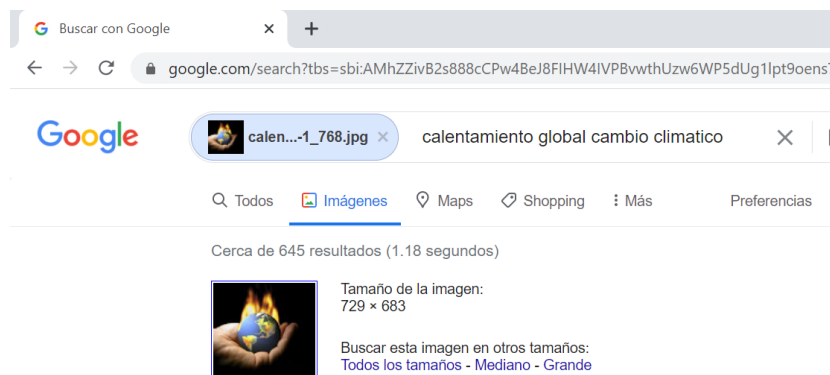 Buscar con Google
google.com/search?tbs=sbi:AMhZZivB2s888cCPw4BeJ8FIHW4IVPBvwthUzw6WP5dUg1lpt9oens
Google calen...-1_768.jpg calentamiento global cambio climatico
Todos Imágenes Maps Shopping Más Preferencias
Cerca de 645 resultados (1.18 segundos)
Tamaño de la imagen:
729 × 683
Buscar esta imagen en otros tamaños:
Todos los tamaños - Mediano - Grande